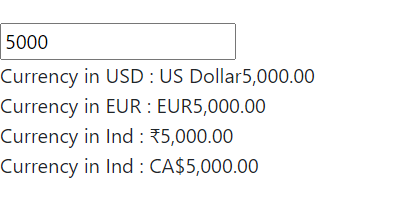 5000
Currency in USD : US Dollar5,000.00
Currency in EUR : EUR5,000.00
Currency in Ind : ₹5,000.00
Currency in Ind : CA$5,000.00